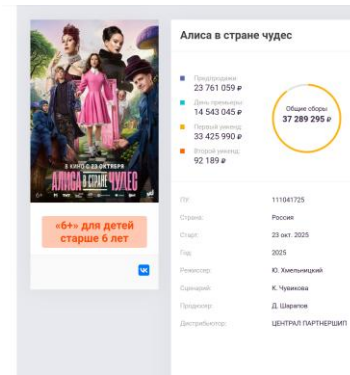 Алиса в стране чудес
В КИНО С 23 ОКТЯБРЯ
АЛИСА В СТРАНЕ ЧУДЕС
«6+» для детей
старше 6 лет
Предпродажи:
23 761 059 ₽
День премьеры:
14 543 045 ₽
Первый уикенд:
33 425 990 ₽
Второй уикенд:
92 189 ₽
Общие сборы
37 289 295 ₽
ПУ: 111041725
Страна: Россия
Старт: 23 окт. 2025
Год: 2025
Режиссер: Ю. Хмельницкий
Сценарий: К. Чувикова
Продюсер: Д. Шарапов
Дистрибьютор: ЦЕНТРАЛ ПАРТНЕРШИП